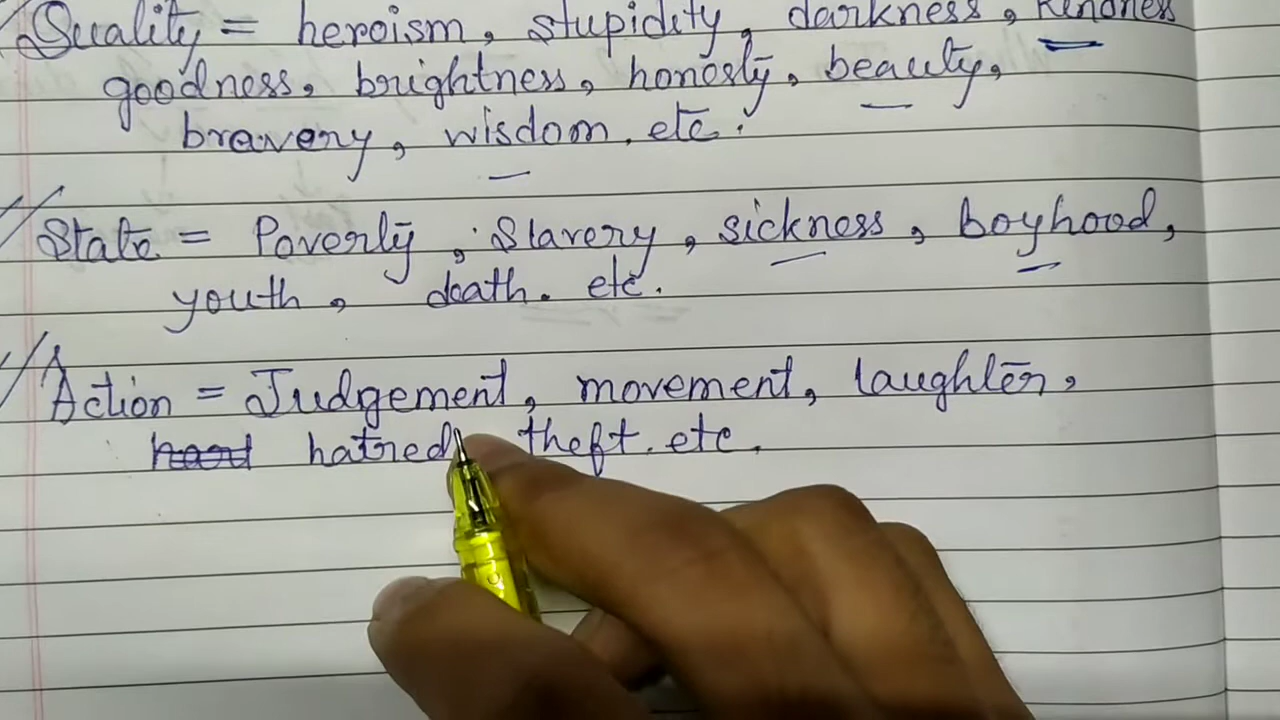 Quality = heroism, stupidity, darkness, kindness
goodness, brightness, honesty, beauty,
bravery, wisdom. etc.
State = Poverty, Slavery, sickness, boyhood,
youth, death. etc.
Action = Judgement, movement, laughter,
hatred theft. etc.